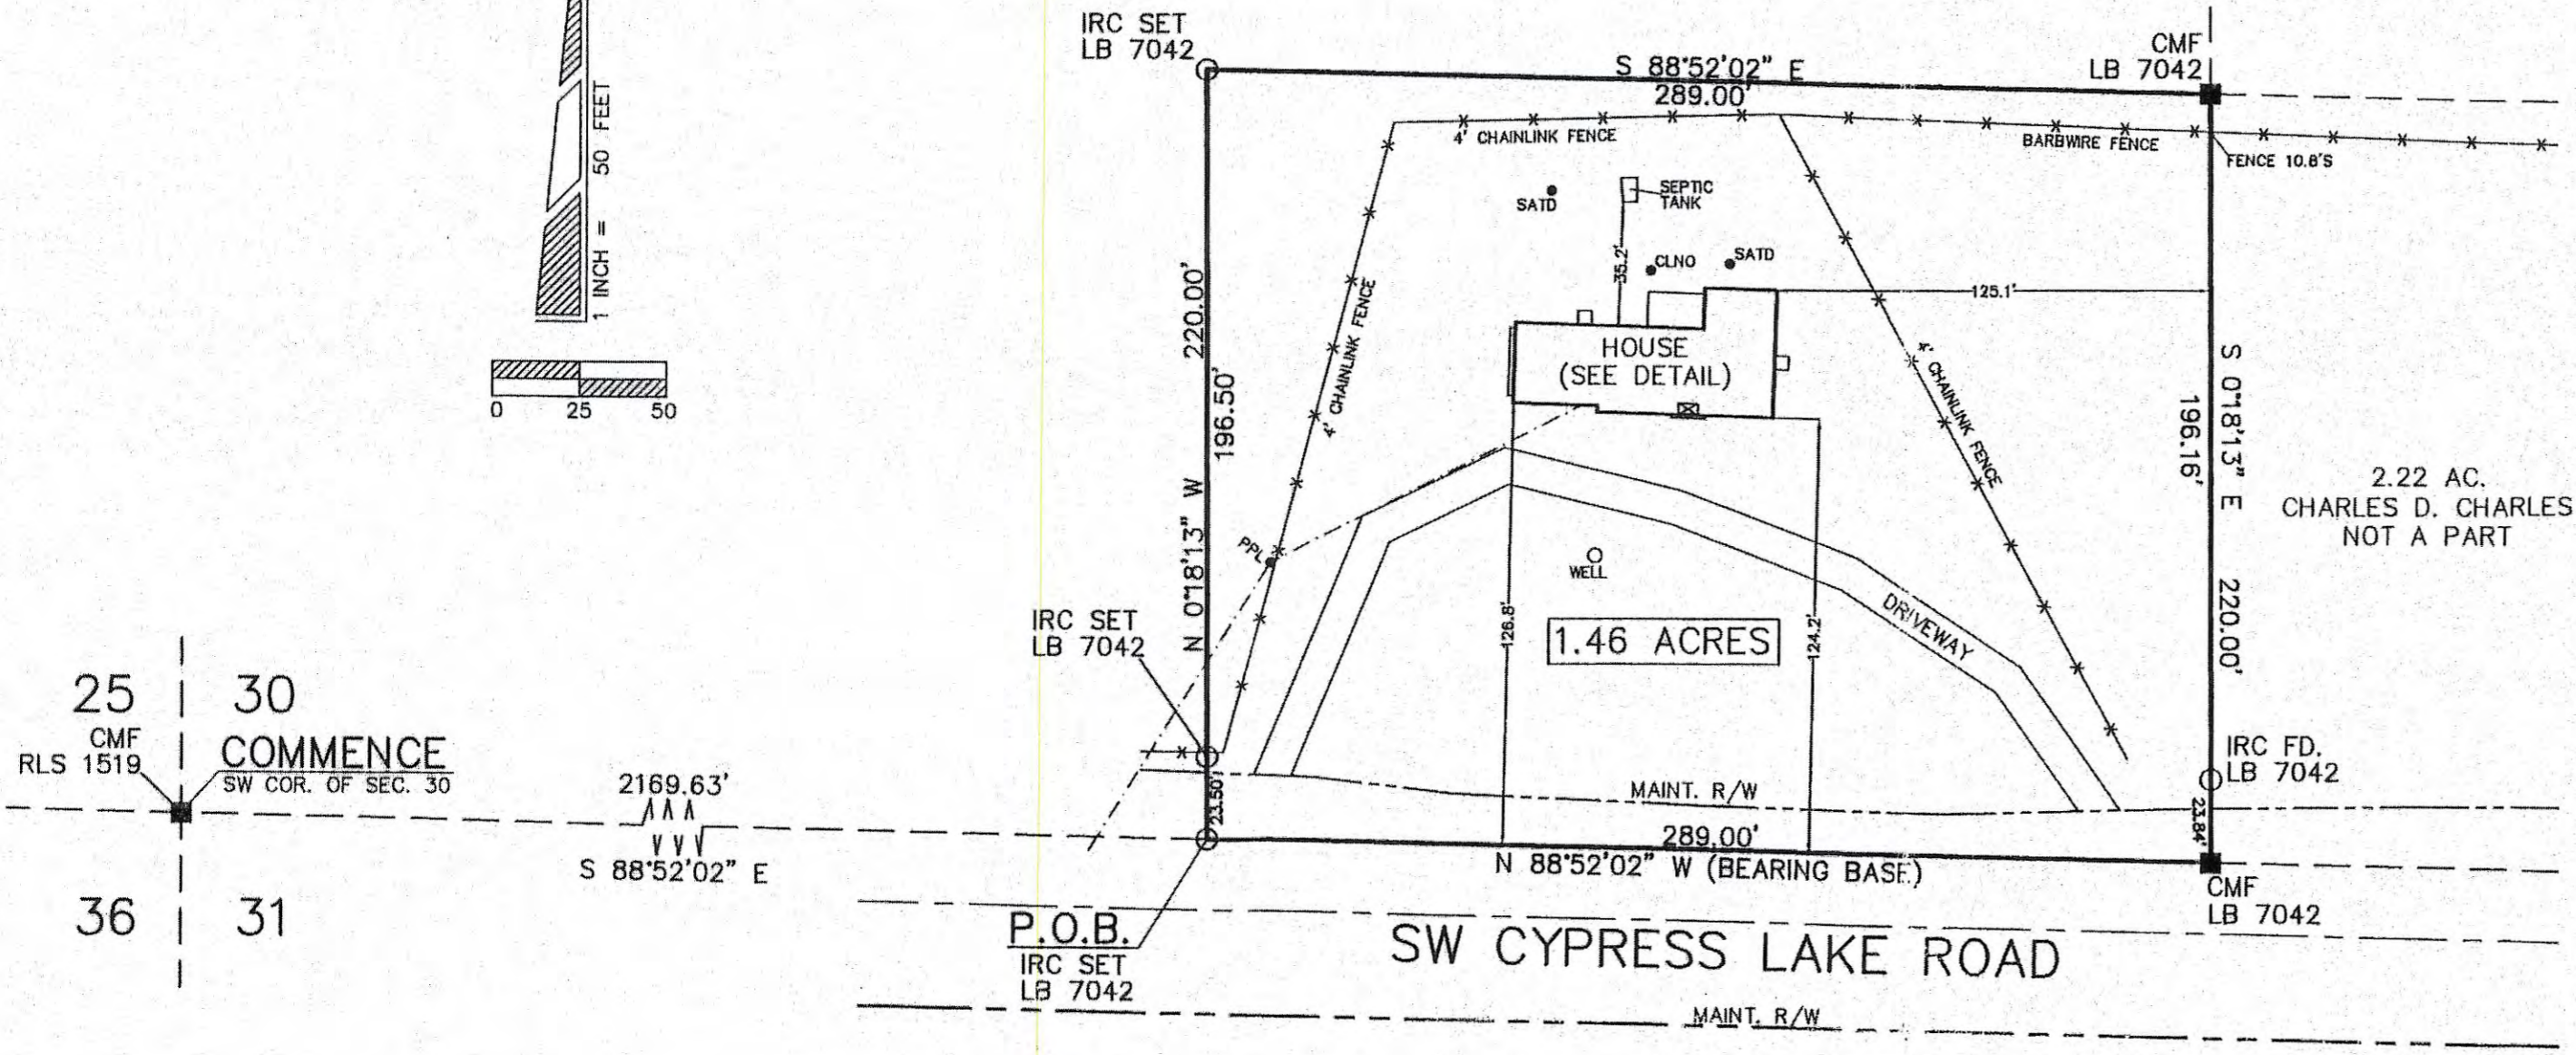 IRC SET
LB 7042
S 88°52'02" E
289.00'
CMF
LB 7042
4' CHAINLINK FENCE
BARBWIRE FENCE
FENCE 10.8'S
1 INCH = 50 FEET
0 25 50
SATD
SEPTIC
TANK
35.2'
CLNO
SATD
125.1'
HOUSE
(SEE DETAIL)
4' CHAINLINK FENCE
4' CHAINLINK FENCE
220.00'
196.50'
N 0°18'13" W
S 0°18'13" E
196.16'
220.00'
2.22 AC.
CHARLES D. CHARLES
NOT A PART
PPL
WELL
126.8'
124.2'
1.46 ACRES
DRIVEWAY
IRC SET
LB 7042
IRC FD.
LB 7042
25 30
CMF
RLS 1519
COMMENCE
SW COR. OF SEC. 30
2169.63'
S 88°52'02" E
36 31
23.50'
MAINT. R/W
23.84'
289.00'
N 88°52'02" W (BEARING BASE)
CMF
LB 7042
P.O.B.
IRC SET
LB 7042
SW CYPRESS LAKE ROAD
MAINT. R/W